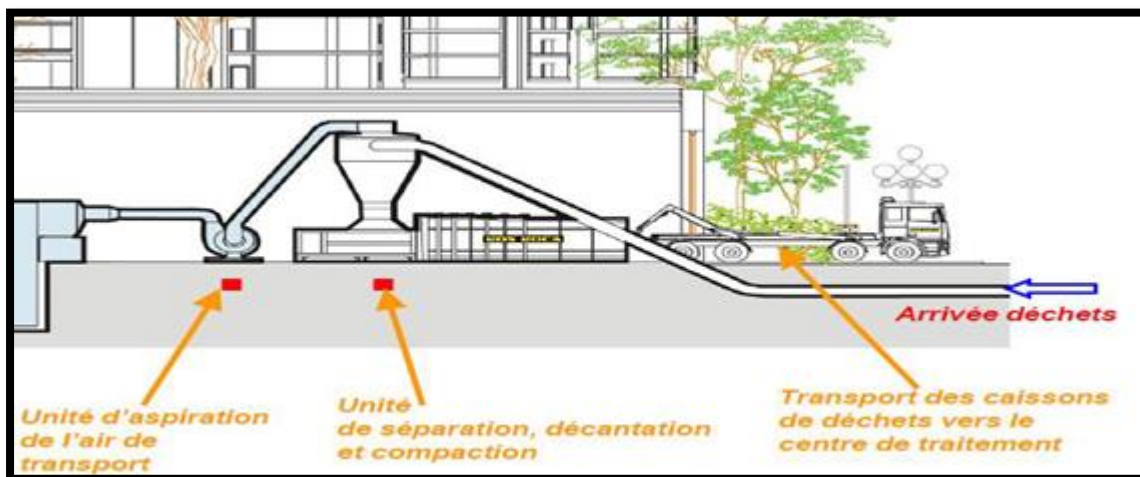 Arrivée déchets
Unité d'aspiration
de l'air de
transport
Unité
de séparation, décantation
et compaction
Transport des caissons
de déchets vers le
centre de traitement